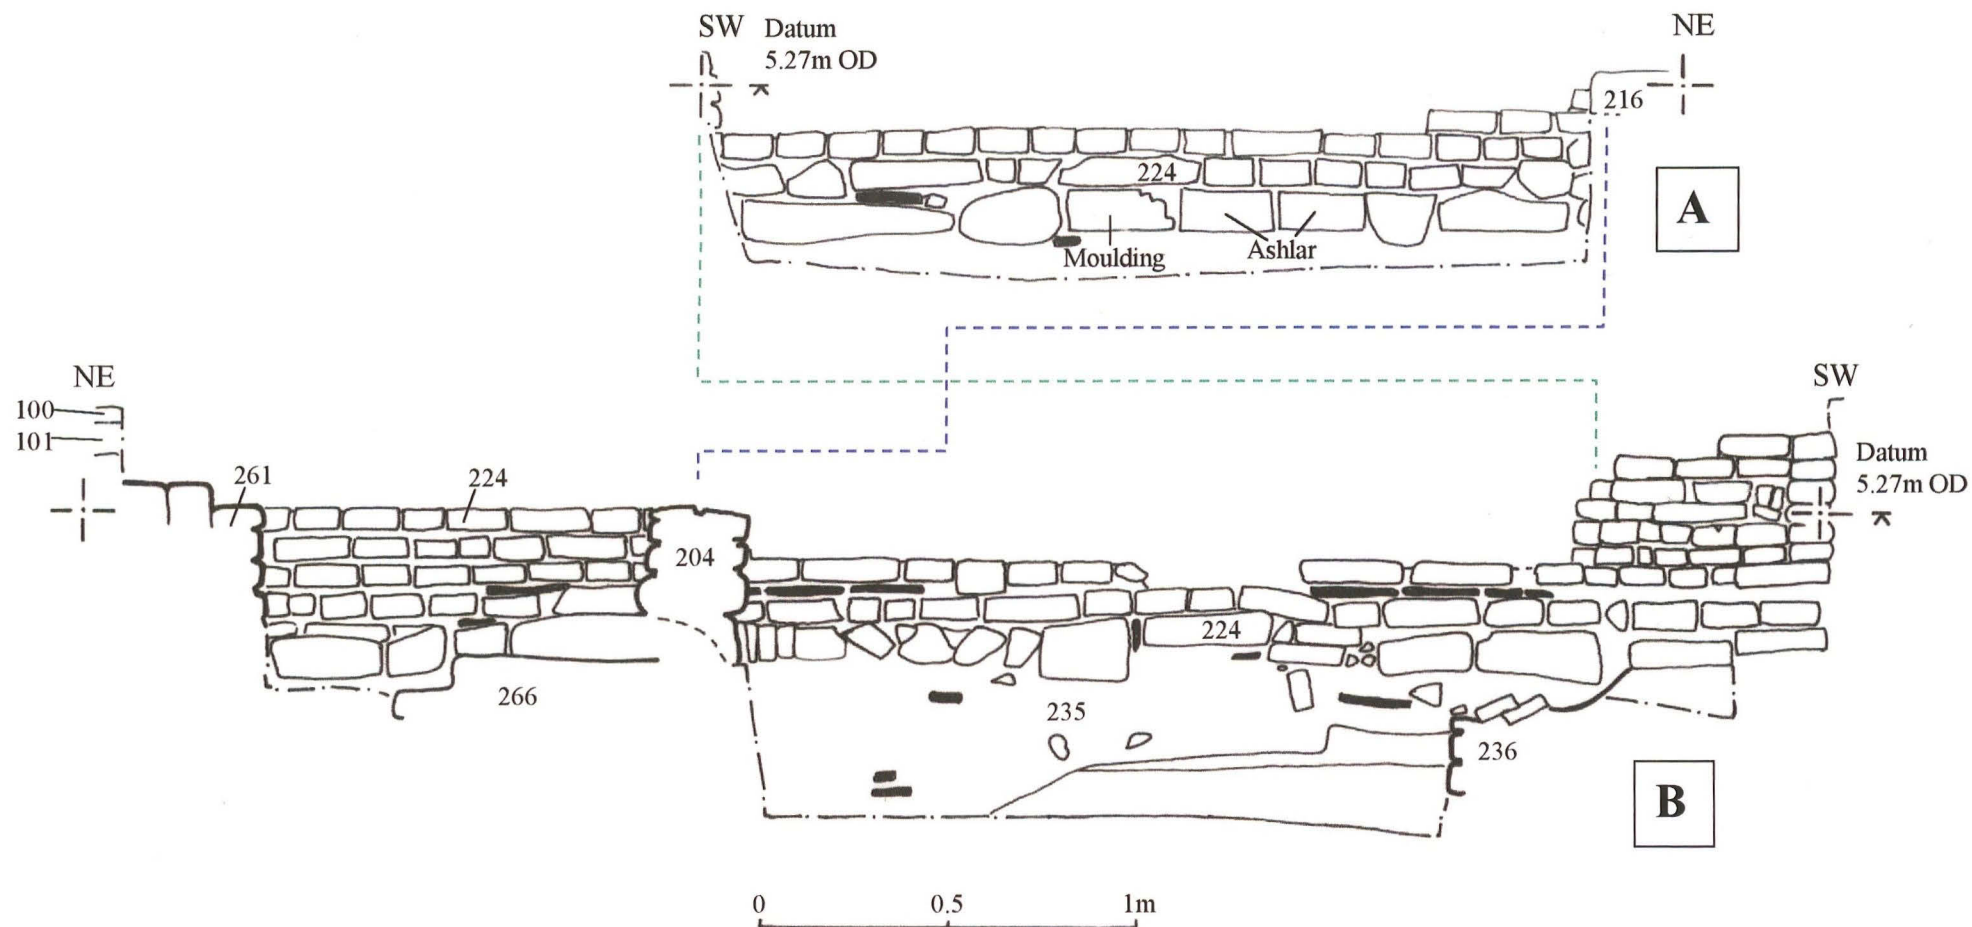 SW
Datum
5.27m OD
NE
216
224
A
Moulding
Ashlar
NE
SW
100
101
261
224
Datum
5.27m OD
204
224
266
235
236
B
0 0.5 1m